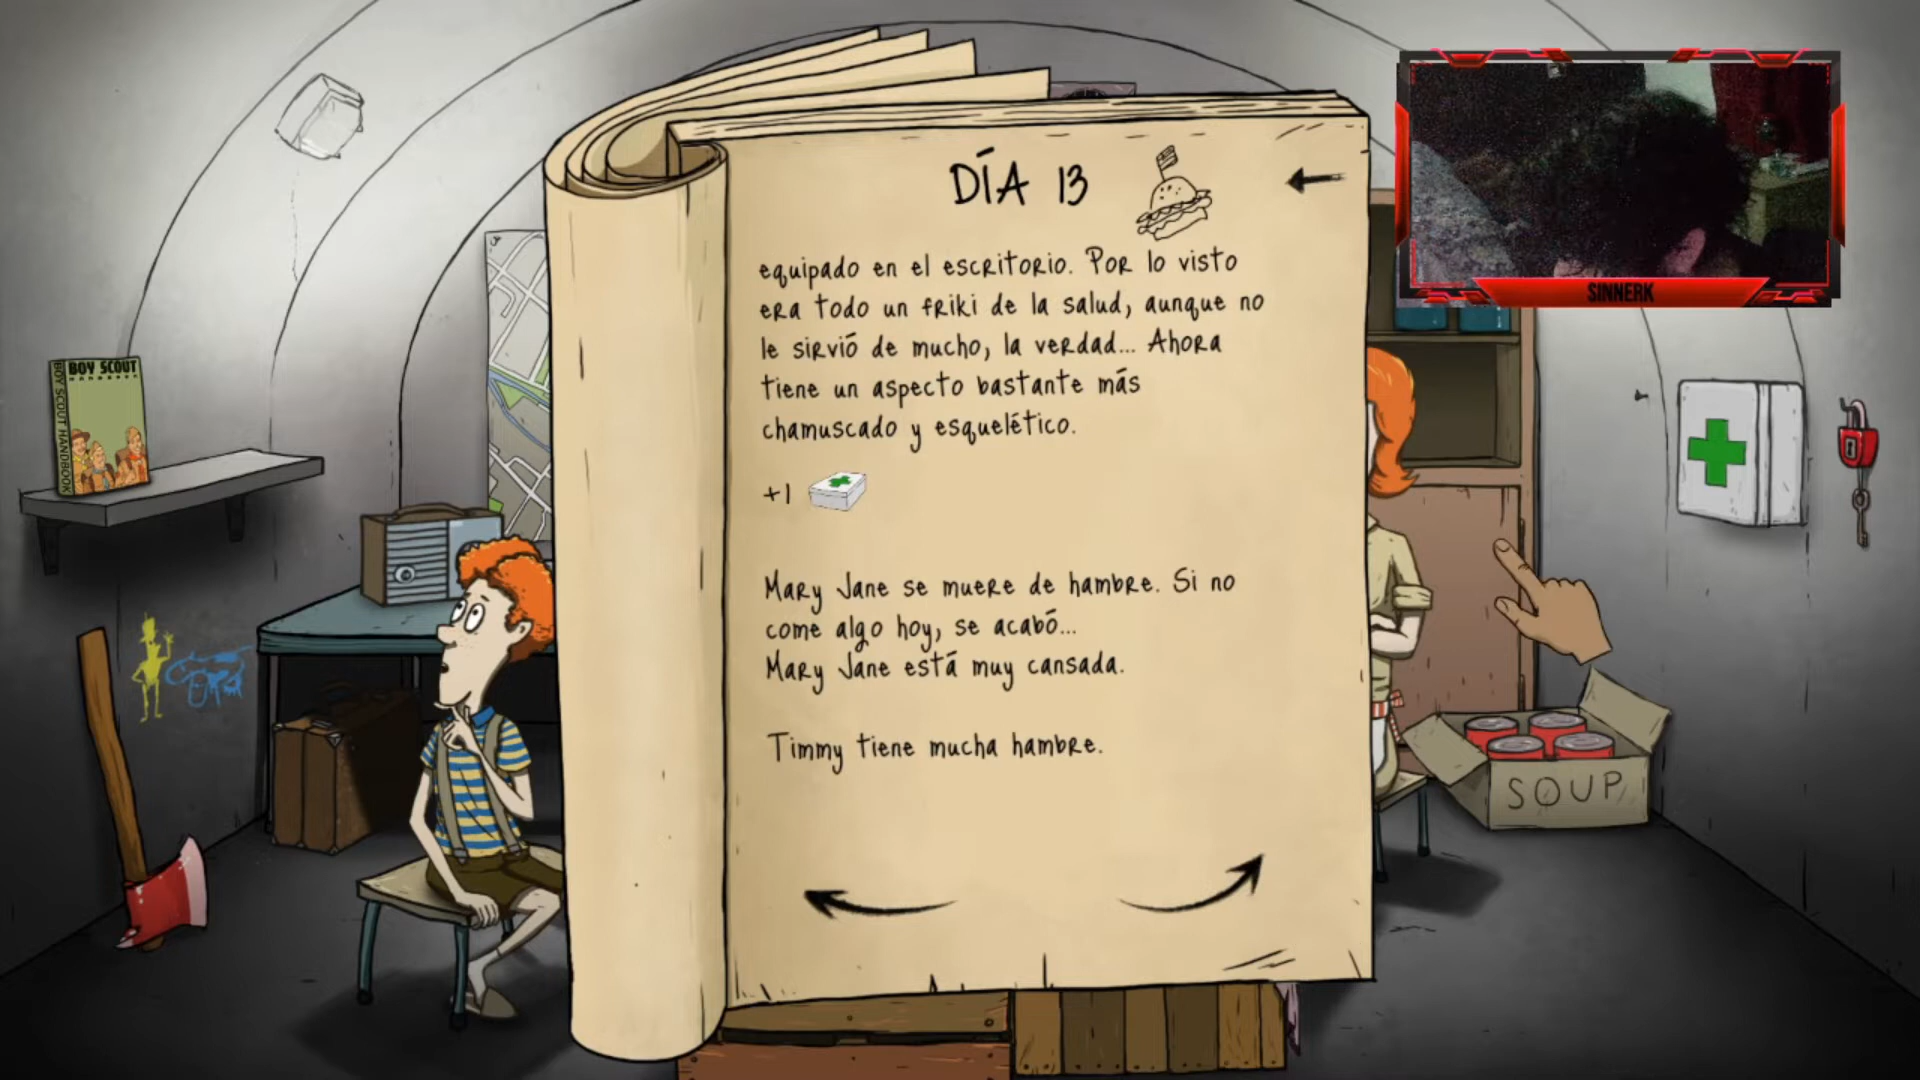 DÍA 13
equipado en el escritorio. Por lo visto
era todo un friki de la salud, aunque no
le sirvió de mucho, la verdad... Ahora
tiene un aspecto bastante más
chamuscado y esquelético.
+1
Mary Jane se muere de hambre. Si no
come algo hoy, se acabó...
Mary Jane está muy cansada.
Timmy tiene mucha hambre.
SINNERK
BOY SCOUT
HANDBOOK
BOY SCOUT HANDBOOK
SOUP